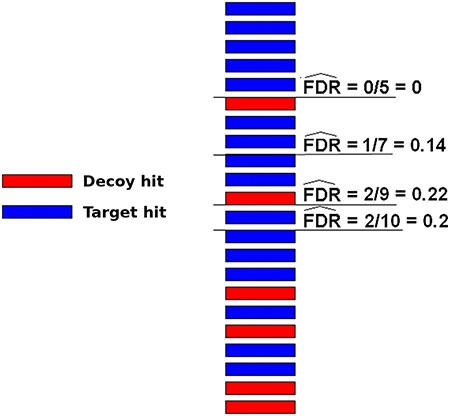 FDR = 0/5 = 0
FDR = 1/7 = 0.14
Decoy hit
FDR = 2/9 = 0.22
Target hit
FDR = 2/10 = 0.2